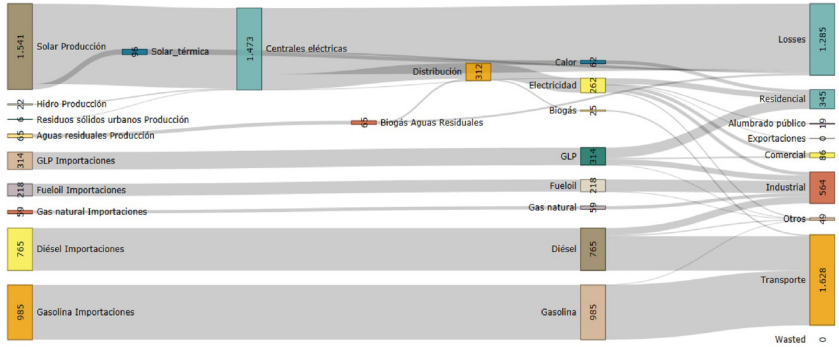 1.541
Solar Producción
96
Solar_térmica
1.473
Centrales eléctricas
Distribución
312
Calor
62
Electricidad
262
Biogás
25
Losses
1.285
Residencial
345
Alumbrado público
19
Exportaciones
0
Comercial
86
22
Hidro Producción
6
Residuos sólidos urbanos Producción
65
Aguas residuales Producción
65
Biogás Aguas Residuales
314
GLP Importaciones
GLP
314
218
Fueloil Importaciones
Fueloil
218
Industrial
564
59
Gas natural Importaciones
Gas natural
59
Otros
49
765
Diésel Importaciones
Diésel
765
Transporte
1.628
985
Gasolina Importaciones
Gasolina
985
Wasted
0